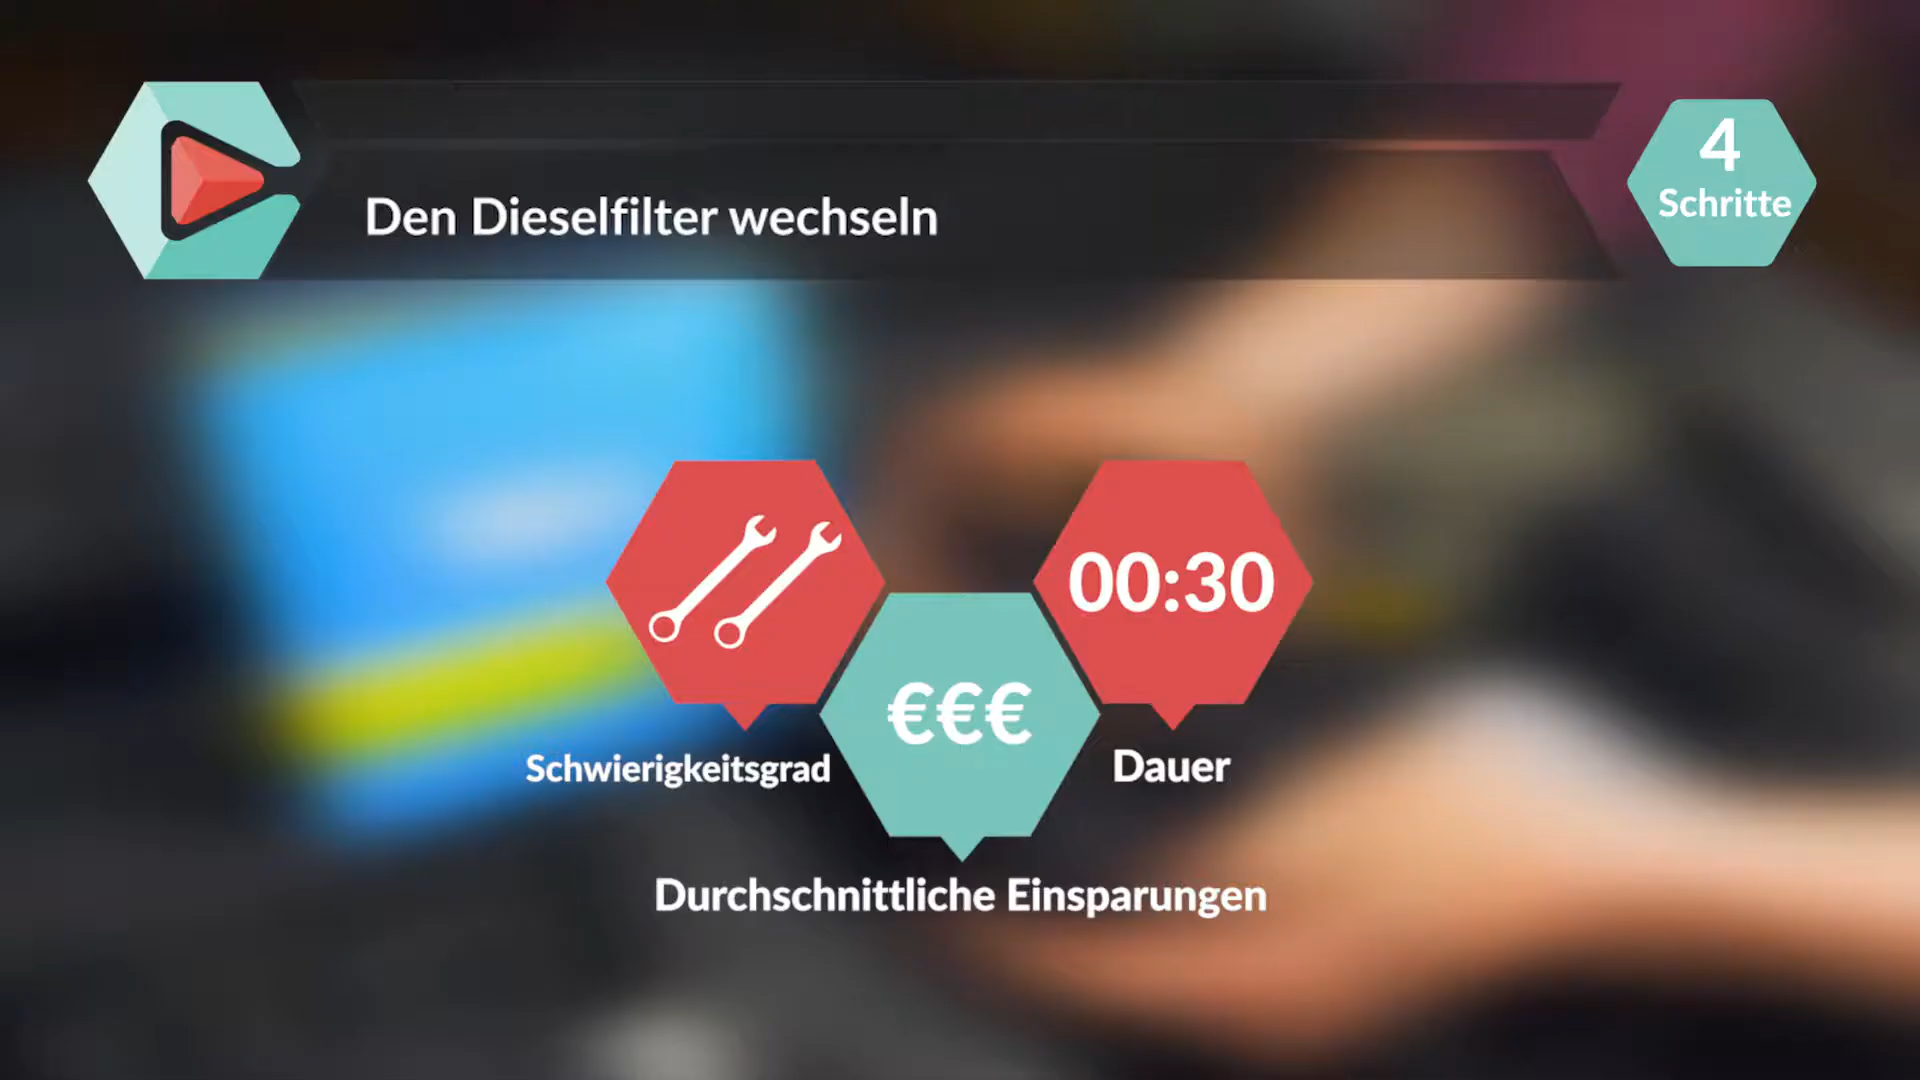 Den Dieselfilter wechseln
4
Schritte
00:30
€€€
Schwierigkeitsgrad
Dauer
Durchschnittliche Einsparungen